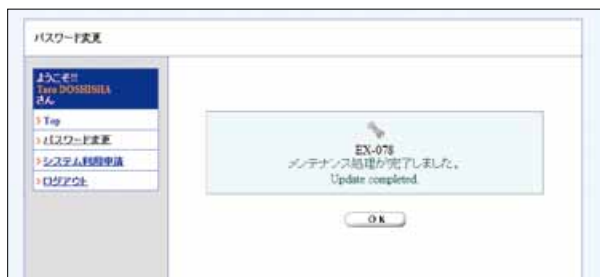 パスワード変更
ようこそ!!
Taro DOSHISHA
さん
> Top
> パスワード変更
> システム利用申請
> ログアウト
EX-078
メンテナンス処理が完了しました。
Update completed.
OK